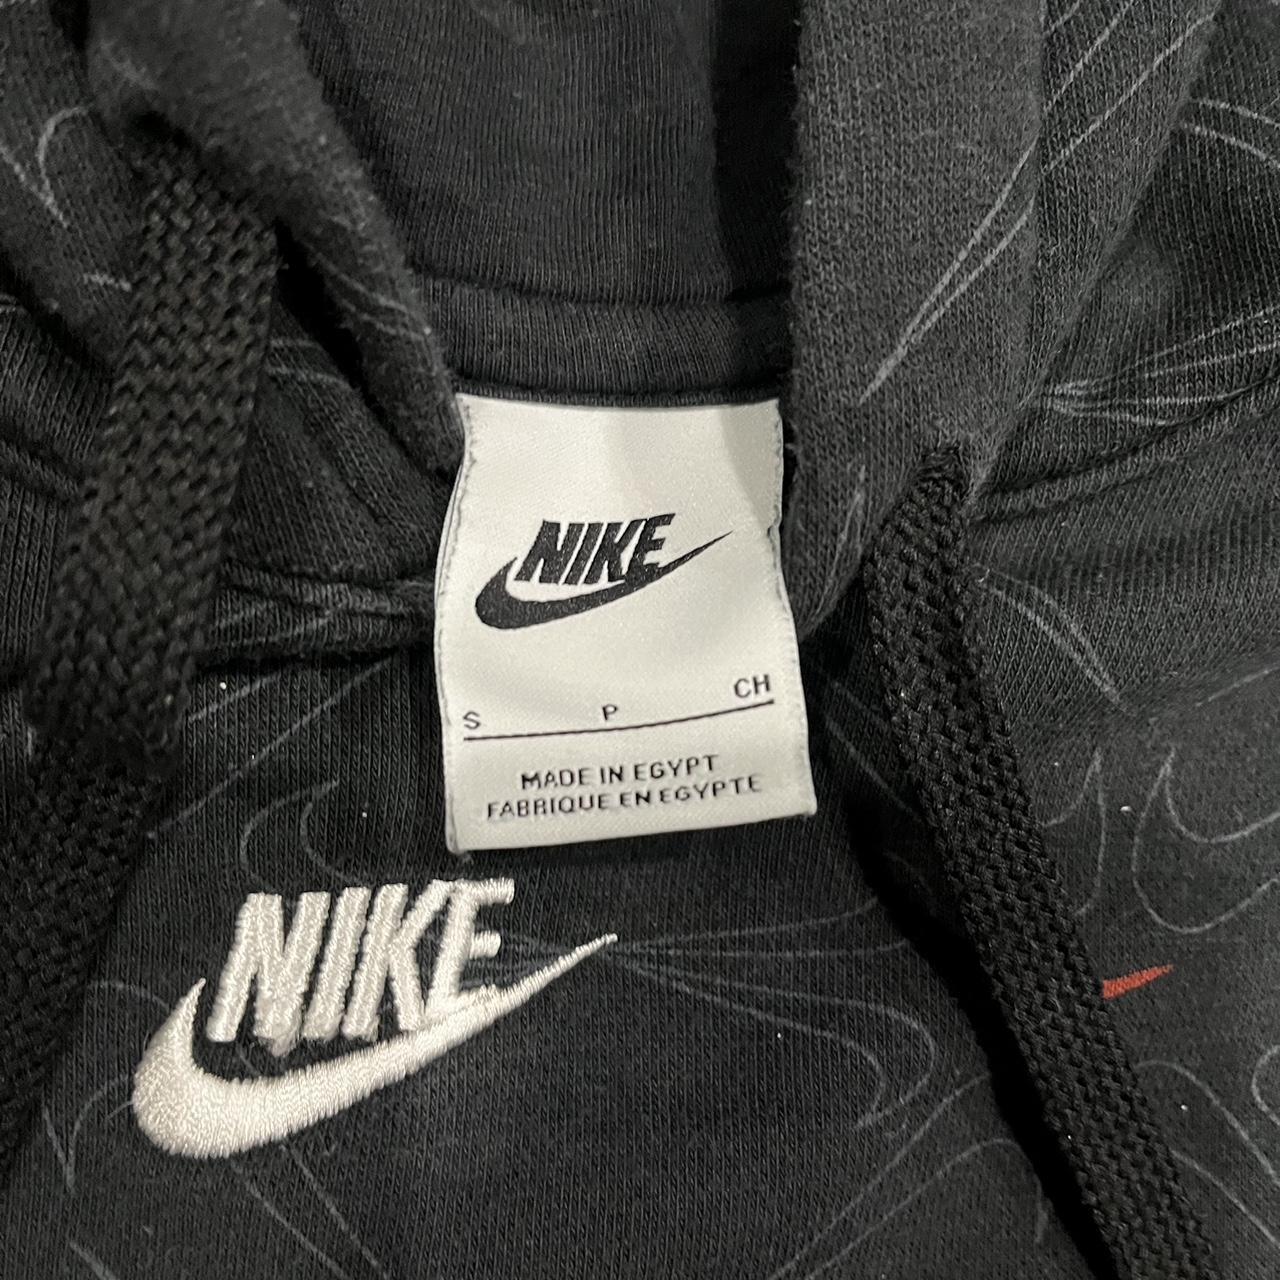 NIKE
S P CH
MADE IN EGYPT
FABRIQUE EN EGYPTE
NIKE